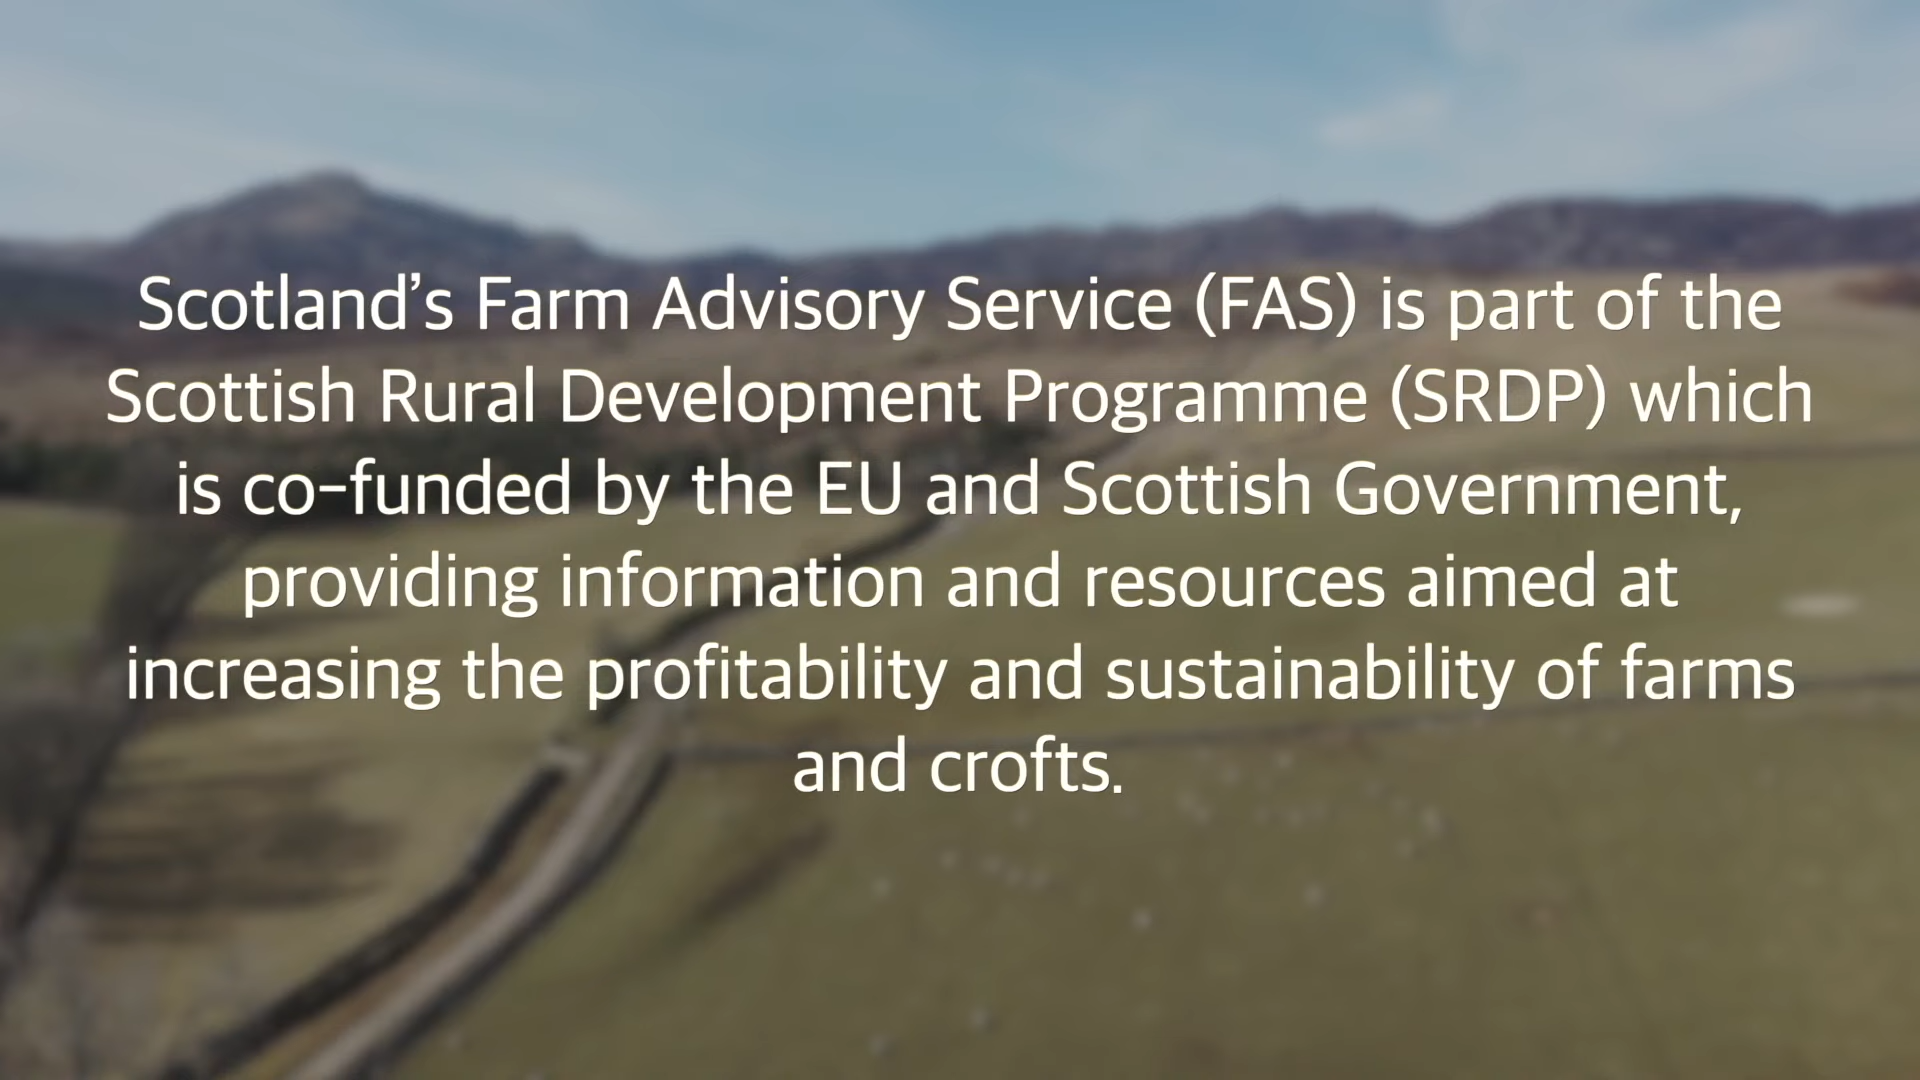 Scotland’s Farm Advisory Service (FAS) is part of the
Scottish Rural Development Programme (SRDP) which
is co-funded by the EU and Scottish Government,
providing information and resources aimed at
increasing the profitability and sustainability of farms
and crofts.